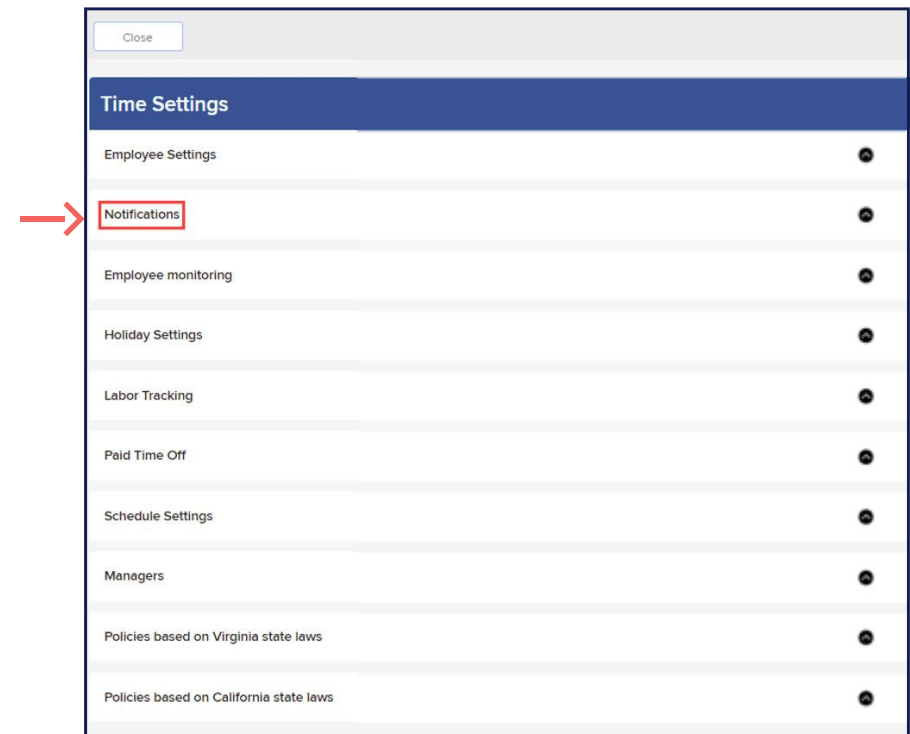 Close
Time Settings
Employee Settings
Notifications
Employee monitoring
Holiday Settings
Labor Tracking
Paid Time Off
Schedule Settings
Managers
Policies based on Virginia state laws
Policies based on California state laws